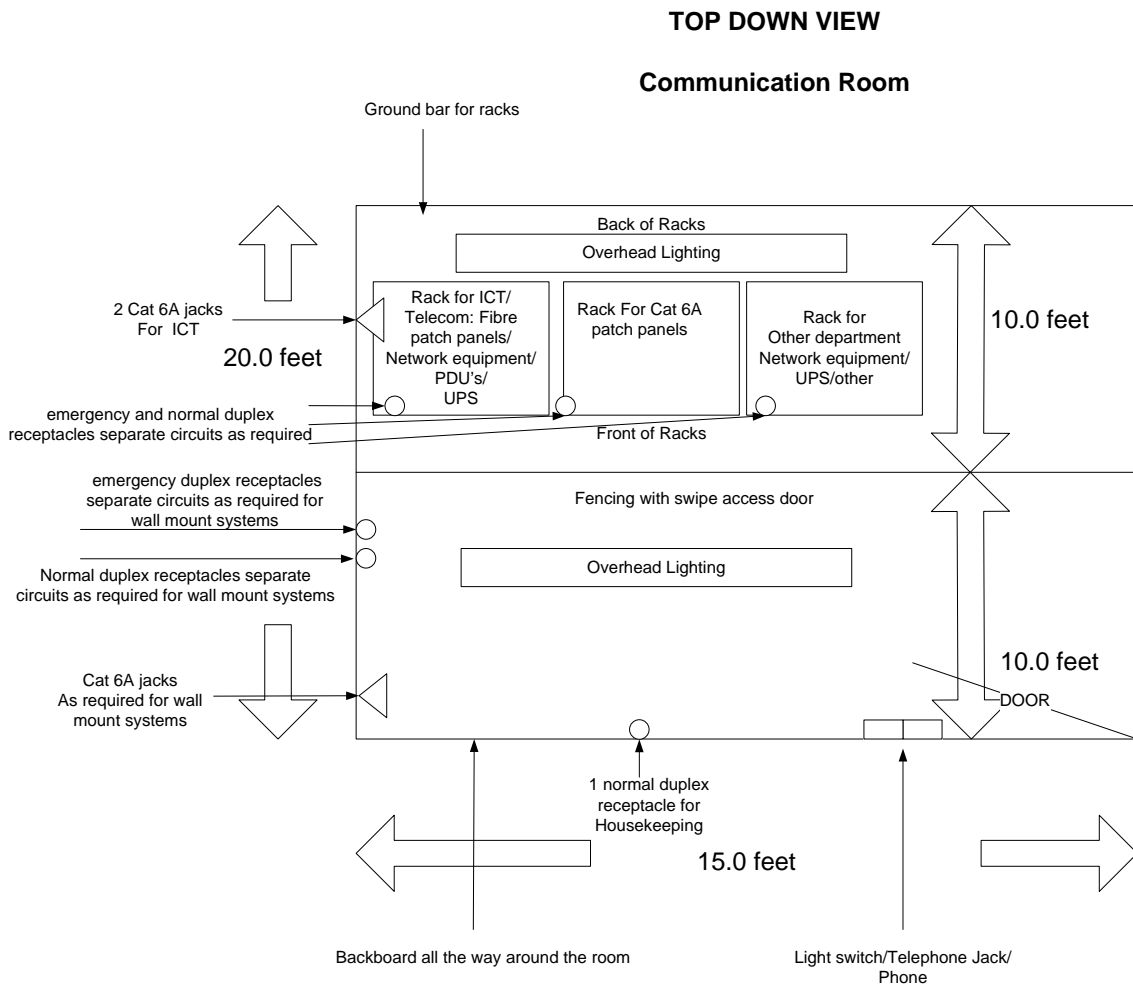 TOP DOWN VIEW
Communication Room
Ground bar for racks
Back of Racks
Overhead Lighting
2 Cat 6A jacks
For ICT
20.0 feet
Rack for ICT/
Telecom: Fibre
patch panels/
Network equipment/
PDU's/
UPS
Rack For Cat 6A
patch panels
Rack for
Other department
Network equipment/
UPS/other
10.0 feet
emergency and normal duplex
receptacles separate circuits as required
Front of Racks
emergency duplex receptacles
separate circuits as required for
wall mount systems
Fencing with swipe access door
Overhead Lighting
Normal duplex receptacles separate
circuits as required for wall mount systems
Cat 6A jacks
As required for wall
mount systems
10.0 feet
DOOR
1 normal duplex
receptacle for
Housekeeping
15.0 feet
Backboard all the way around the room
Light switch/Telephone Jack/
Phone